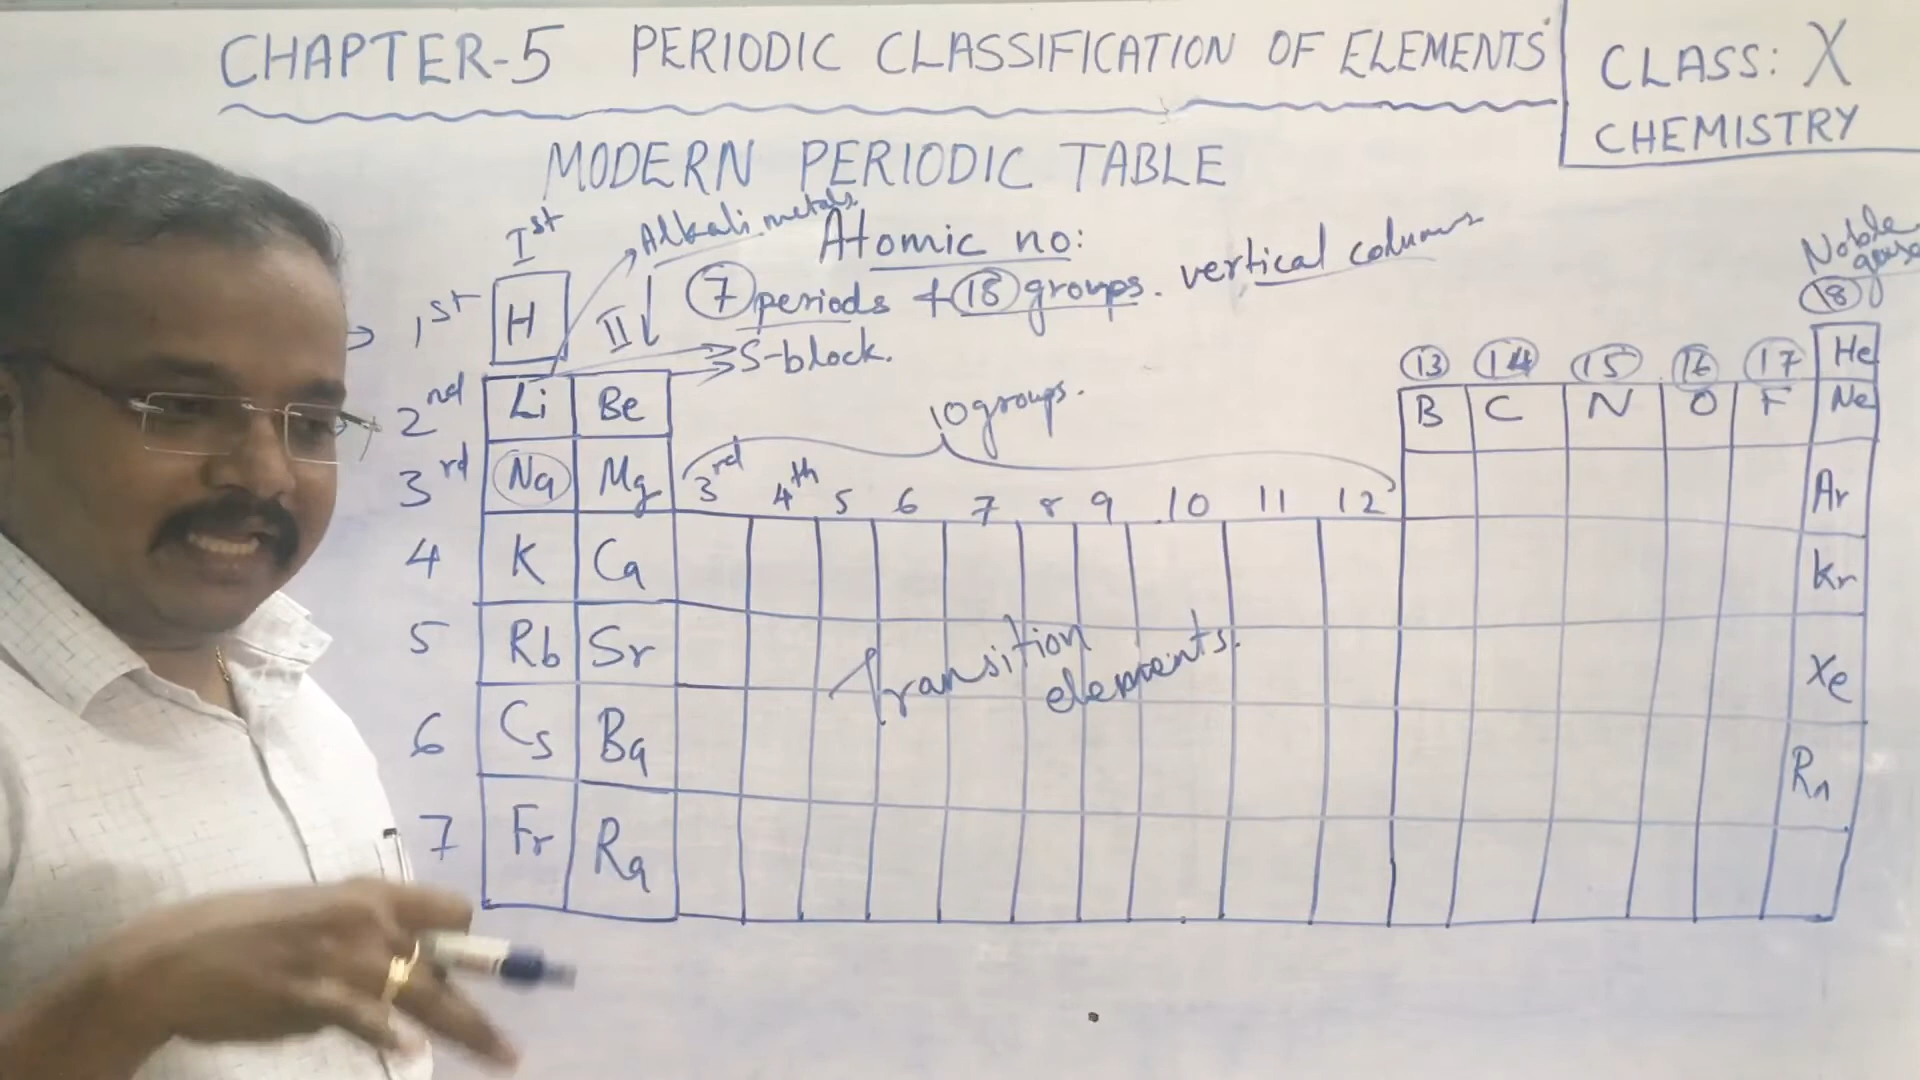 CHAPTER-5 PERIODIC CLASSIFICATION OF ELEMENTS
CLASS: X
CHEMISTRY
MODERN PERIODIC TABLE
Ist
Alkali metals
Atomic no:
7 periods + 18 groups. vertical columns
Noble
18
1st H II
S-block.
13 14 15 16 17 He
2nd Li Be 10 groups. B C N O F Ne
3rd Na Mg 3rd 4th 5 6 7 8 9 10 11 12 Ar
4 K Ca Kr
5 Rb Sr Transition Xe
elements.
6 Cs Ba Rn
7 Fr Ra